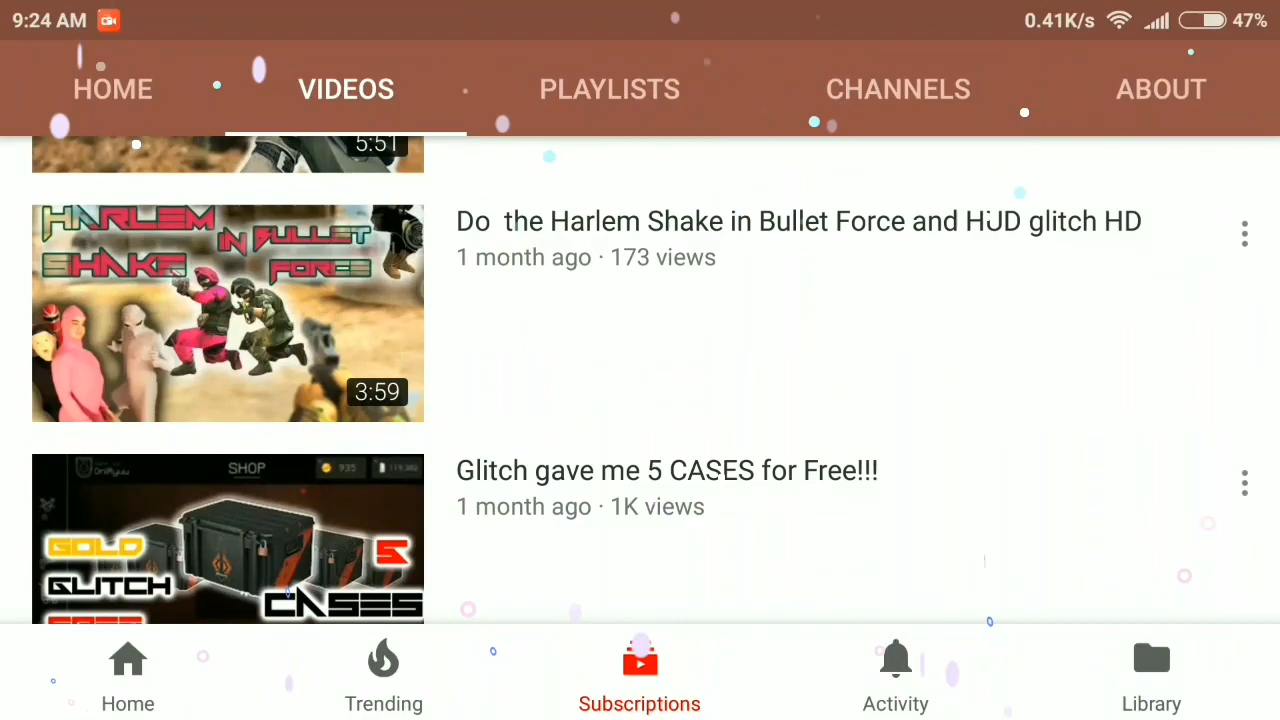 9:24 AM
0.41K/s
47%
HOME
VIDEOS
PLAYLISTS
CHANNELS
ABOUT
5:51
HARLEM
SHAKE
IN BULLET
FORCE
3:59
Do the Harlem Shake in Bullet Force and HUD glitch HD
1 month ago · 173 views
OniRyuu
SHOP
935
GOLD
GLITCH
5
CASES
Glitch gave me 5 CASES for Free!!!
1 month ago · 1K views
Home
Trending
Subscriptions
Activity
Library